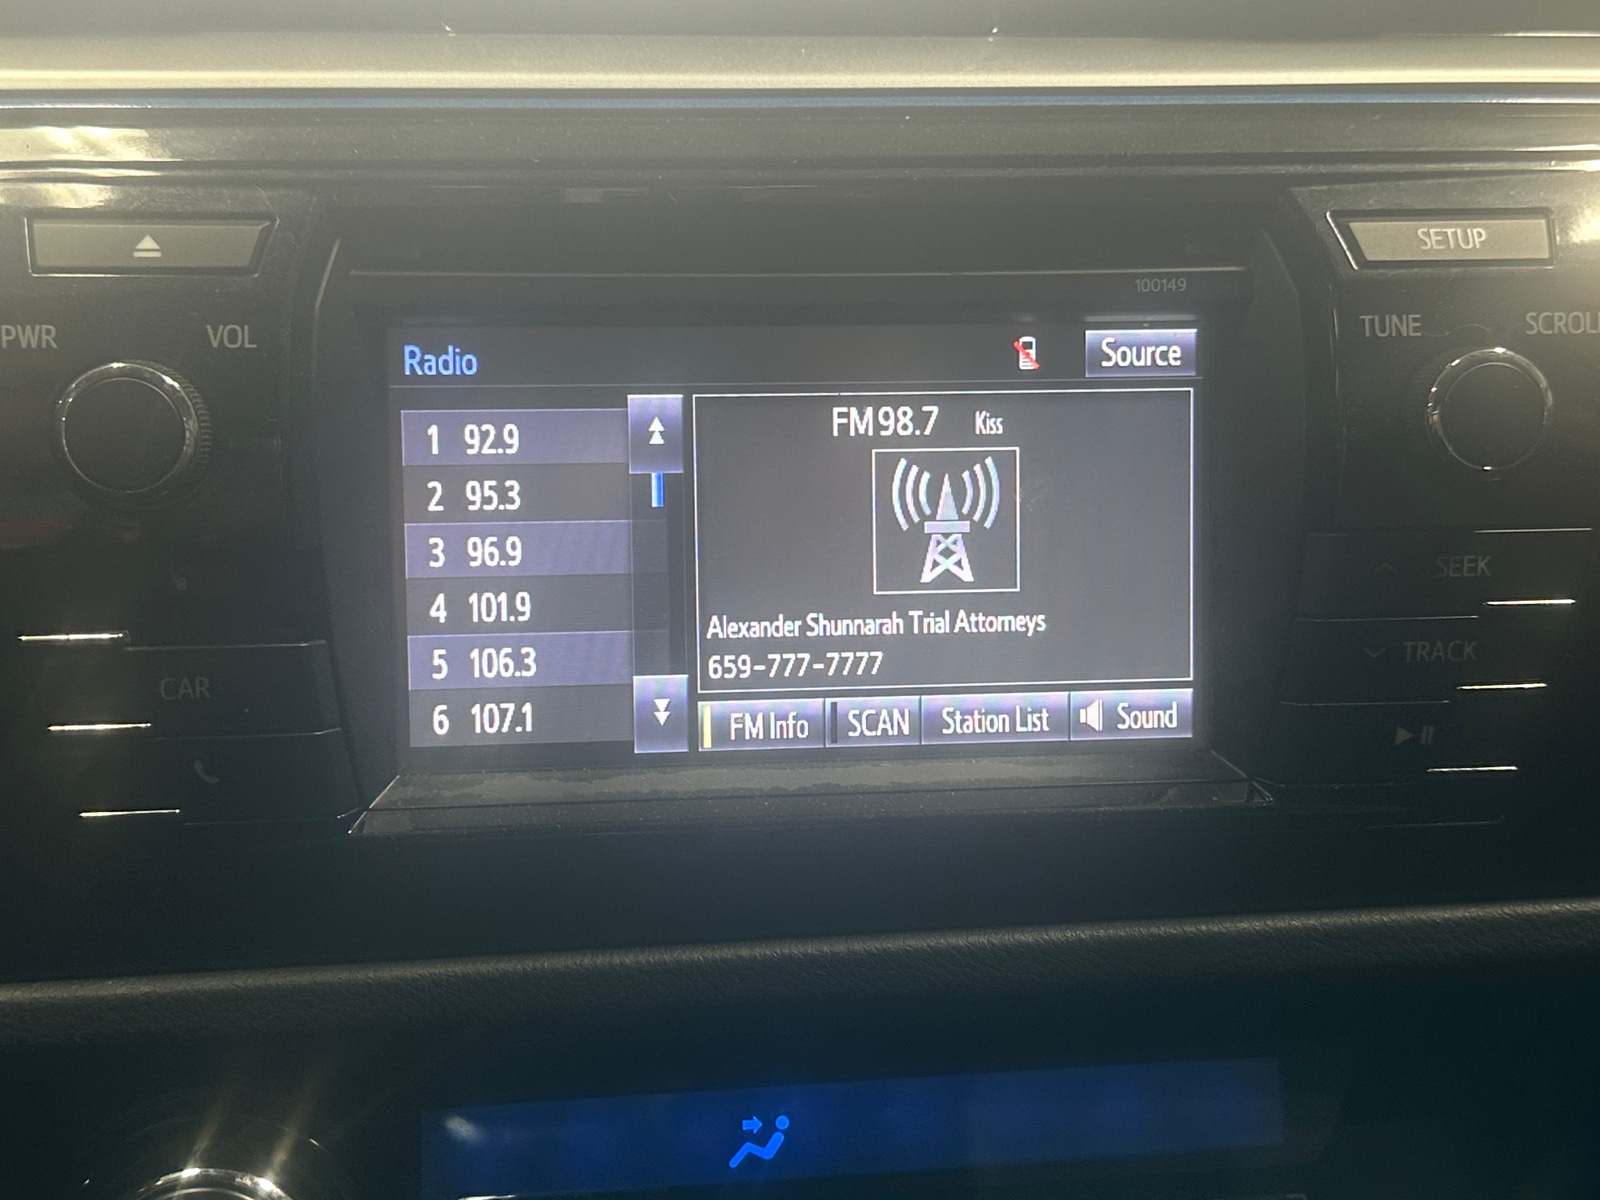 SETUP
100149
PWR VOL
TUNE SCROLL
Radio
Source
1 92.9
2 95.3
3 96.9
4 101.9
5 106.3
6 107.1
FM 98.7 Kiss
Alexander Shunnarah Trial Attorneys
659-777-7777
FM Info SCAN Station List Sound
SEEK
TRACK
CAR